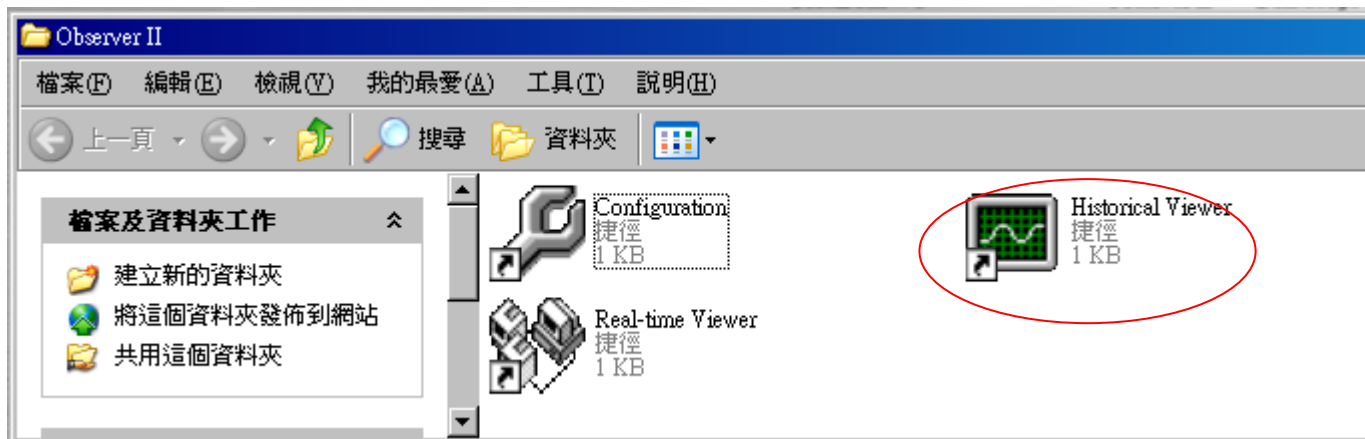 Observer II
檔案(F) 編輯(E) 檢視(V) 我的最愛(A) 工具(T) 說明(H)
上一頁 搜尋 資料夾
檔案及資料夾工作
建立新的資料夾
將這個資料夾發佈到網站
共用這個資料夾
Configuration
捷徑
1 KB
Historical Viewer
捷徑
1 KB
Real-time Viewer
捷徑
1 KB